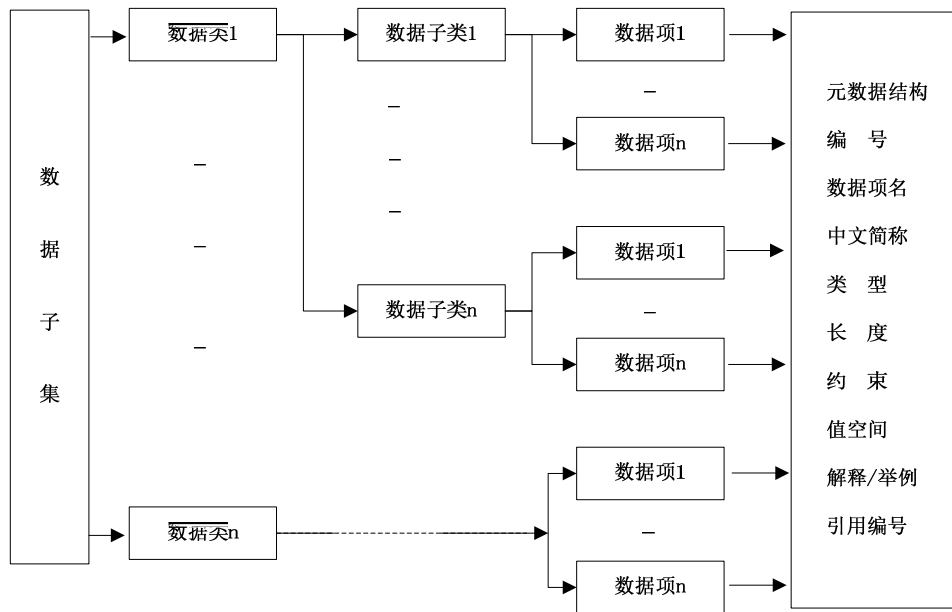 数据子集
数据类1
数据类n
数据子类1
数据子类n
数据项1
数据项n
数据项1
数据项n
数据项1
数据项n
元数据结构
编 号
数据项名
中文简称
类 型
长 度
约 束
值空间
解释/举例
引用编号